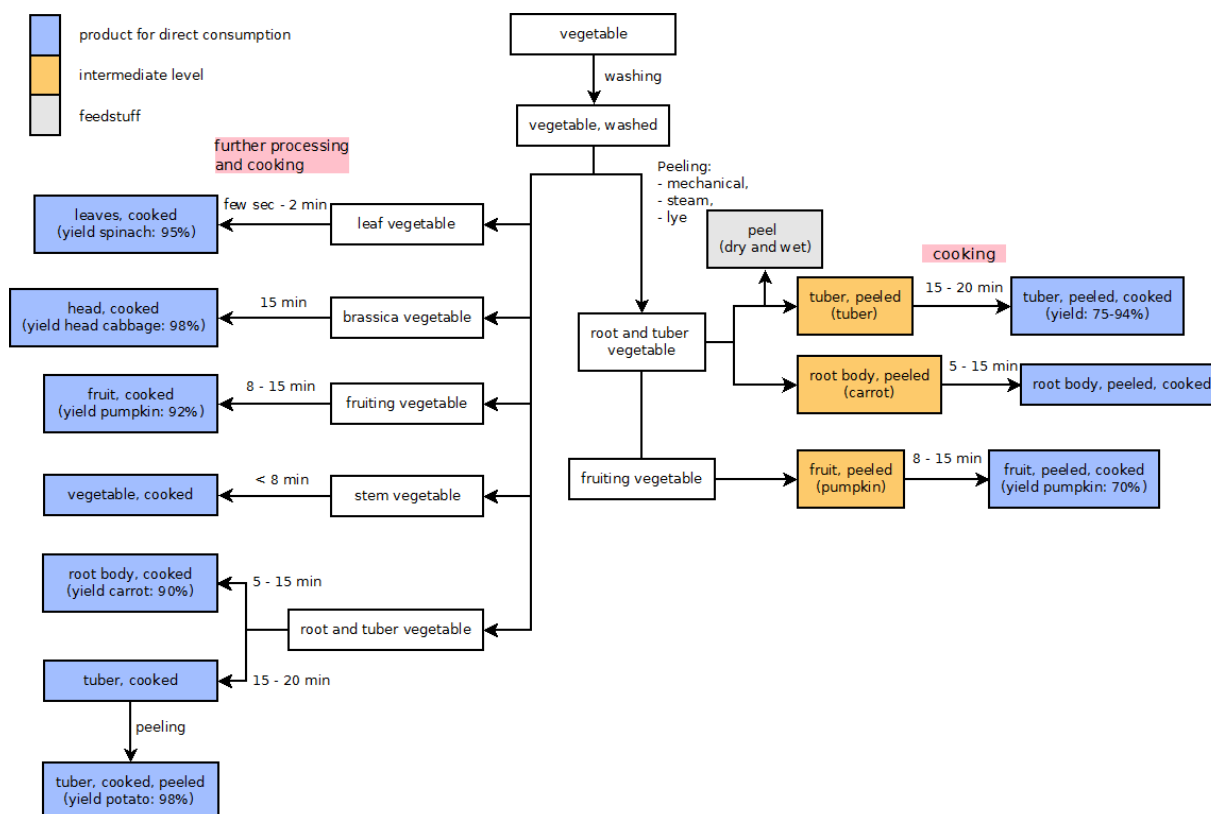 product for direct consumption
intermediate level
feedstuff
vegetable
washing
vegetable, washed
further processing
and cooking
Peeling:
- mechanical,
- steam,
- lye
leaves, cooked
(yield spinach: 95%)
few sec - 2 min
leaf vegetable
peel
(dry and wet)
cooking
head, cooked
(yield head cabbage: 98%)
15 min
brassica vegetable
root and tuber
vegetable
tuber, peeled
(tuber)
15 - 20 min
tuber, peeled, cooked
(yield: 75-94%)
fruit, cooked
(yield pumpkin: 92%)
8 - 15 min
fruiting vegetable
root body, peeled
(carrot)
5 - 15 min
root body, peeled, cooked
vegetable, cooked
< 8 min
stem vegetable
fruiting vegetable
fruit, peeled
(pumpkin)
8 - 15 min
fruit, peeled, cooked
(yield pumpkin: 70%)
root body, cooked
(yield carrot: 90%)
5 - 15 min
root and tuber vegetable
tuber, cooked
15 - 20 min
peeling
tuber, cooked, peeled
(yield potato: 98%)